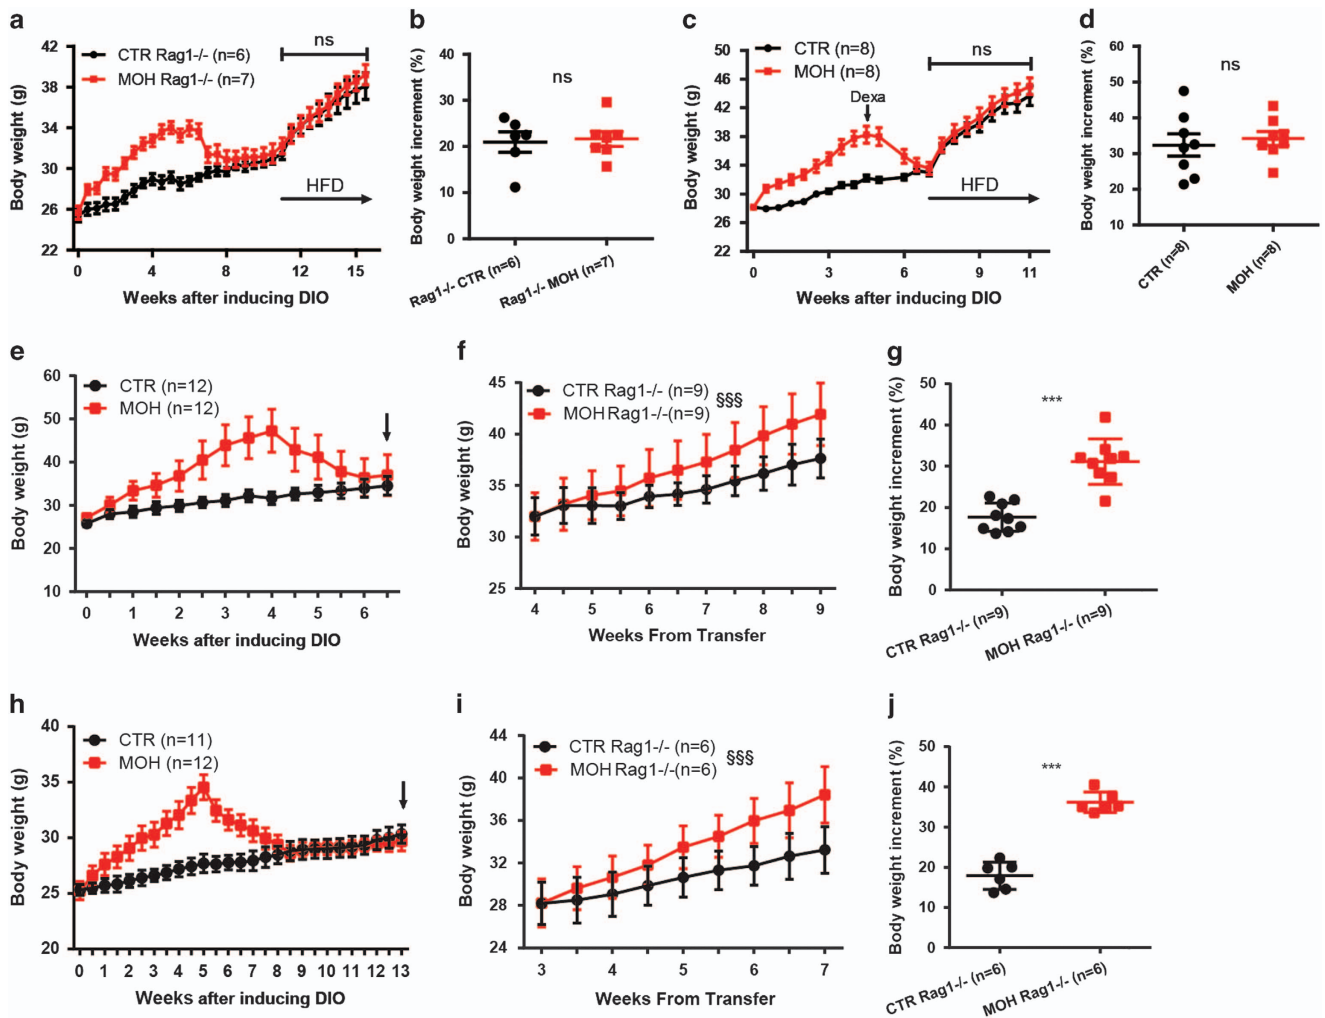 a
42
38
34
30
26
22
Body weight (g)
CTR Rag1-/- (n=6)
MOH Rag1-/- (n=7)
ns
HFD
0 4 8 12 15
Weeks after inducing DIO
b
40
30
20
10
0
Body weight increment (%)
ns
Rag1-/- CTR (n=6)
Rag1-/- MOH (n=7)
c
50
46
42
38
34
30
26
22
Body weight (g)
CTR (n=8)
MOH (n=8)
Dexa
ns
HFD
0 3 6 9 11
Weeks after inducing DIO
d
60
50
40
30
20
10
Body weight increment (%)
ns
CTR (n=8)
MOH (n=8)
e
60
50
40
30
20
10
Body weight (g)
CTR (n=12)
MOH (n=12)
0 1 2 3 4 5 6
Weeks after inducing DIO
f
45
40
35
30
25
Body weight (g)
CTR Rag1-/- (n=9)
MOH Rag1-/-(n=9)
§§§
4 5 6 7 8 9
Weeks From Transfer
g
50
40
30
20
10
0
Body weight increment (%)
***
CTR Rag1-/- (n=9)
MOH Rag1-/- (n=9)
h
40
35
30
25
20
Body weight (g)
CTR (n=11)
MOH (n=12)
0 1 2 3 4 5 6 7 8 9 10 11 12 13
Weeks after inducing DIO
i
44
40
36
32
28
24
Body weight (g)
CTR Rag1-/- (n=6)
MOH Rag1-/-(n=6)
§§§
3 4 5 6 7
Weeks From Transfer
j
50
40
30
20
10
0
Body weight increment (%)
***
CTR Rag1-/- (n=6)
MOH Rag1-/- (n=6)